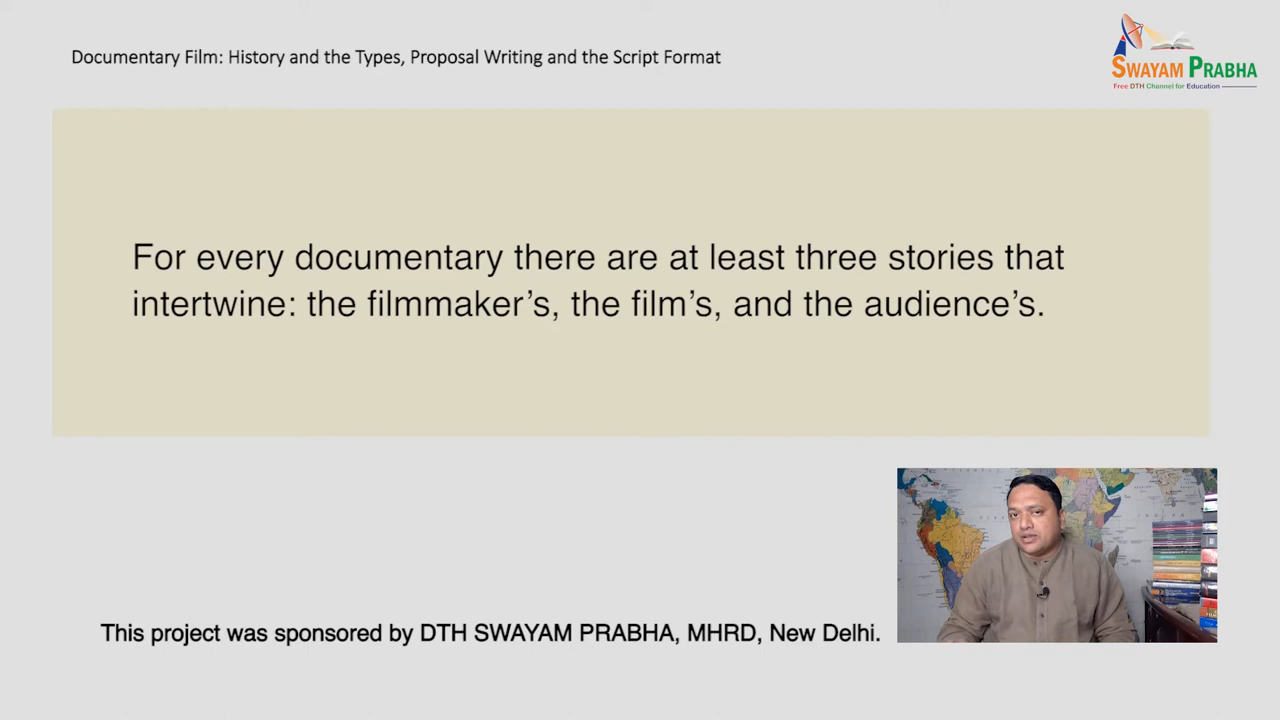 Documentary Film: History and the Types, Proposal Writing and the Script Format
SWAYAM PRABHA
Free DTH Channel for Education
For every documentary there are at least three stories that
intertwine: the filmmaker’s, the film’s, and the audience’s.
This project was sponsored by DTH SWAYAM PRABHA, MHRD, New Delhi.